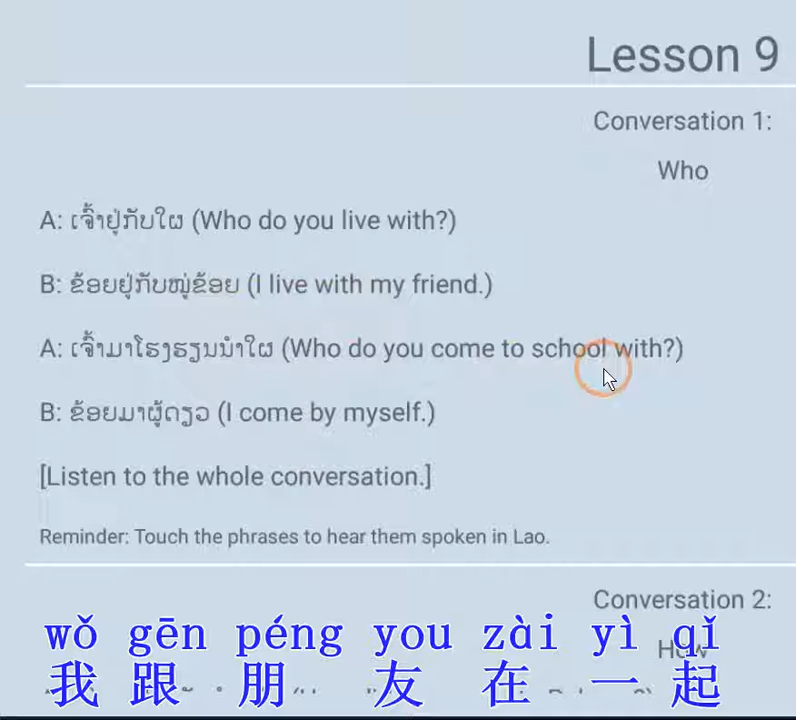 Lesson 9
Conversation 1:
Who
A: ເຈົ້າຢູ່ກັບໃຜ (Who do you live with?)
B: ຂ້ອຍຢູ່ກັບໝູ່ຂ້ອຍ (I live with my friend.)
A: ເຈົ້າມາໂຮງຮຽນນຳໃຜ (Who do you come to school with?)
B: ຂ້ອຍມາຜູ້ດຽວ (I come by myself.)
[Listen to the whole conversation.]
Reminder: Touch the phrases to hear them spoken in Lao.
Conversation 2:
How
wǒ gēn péng you zài yì qǐ
我 跟 朋 友 在 一 起